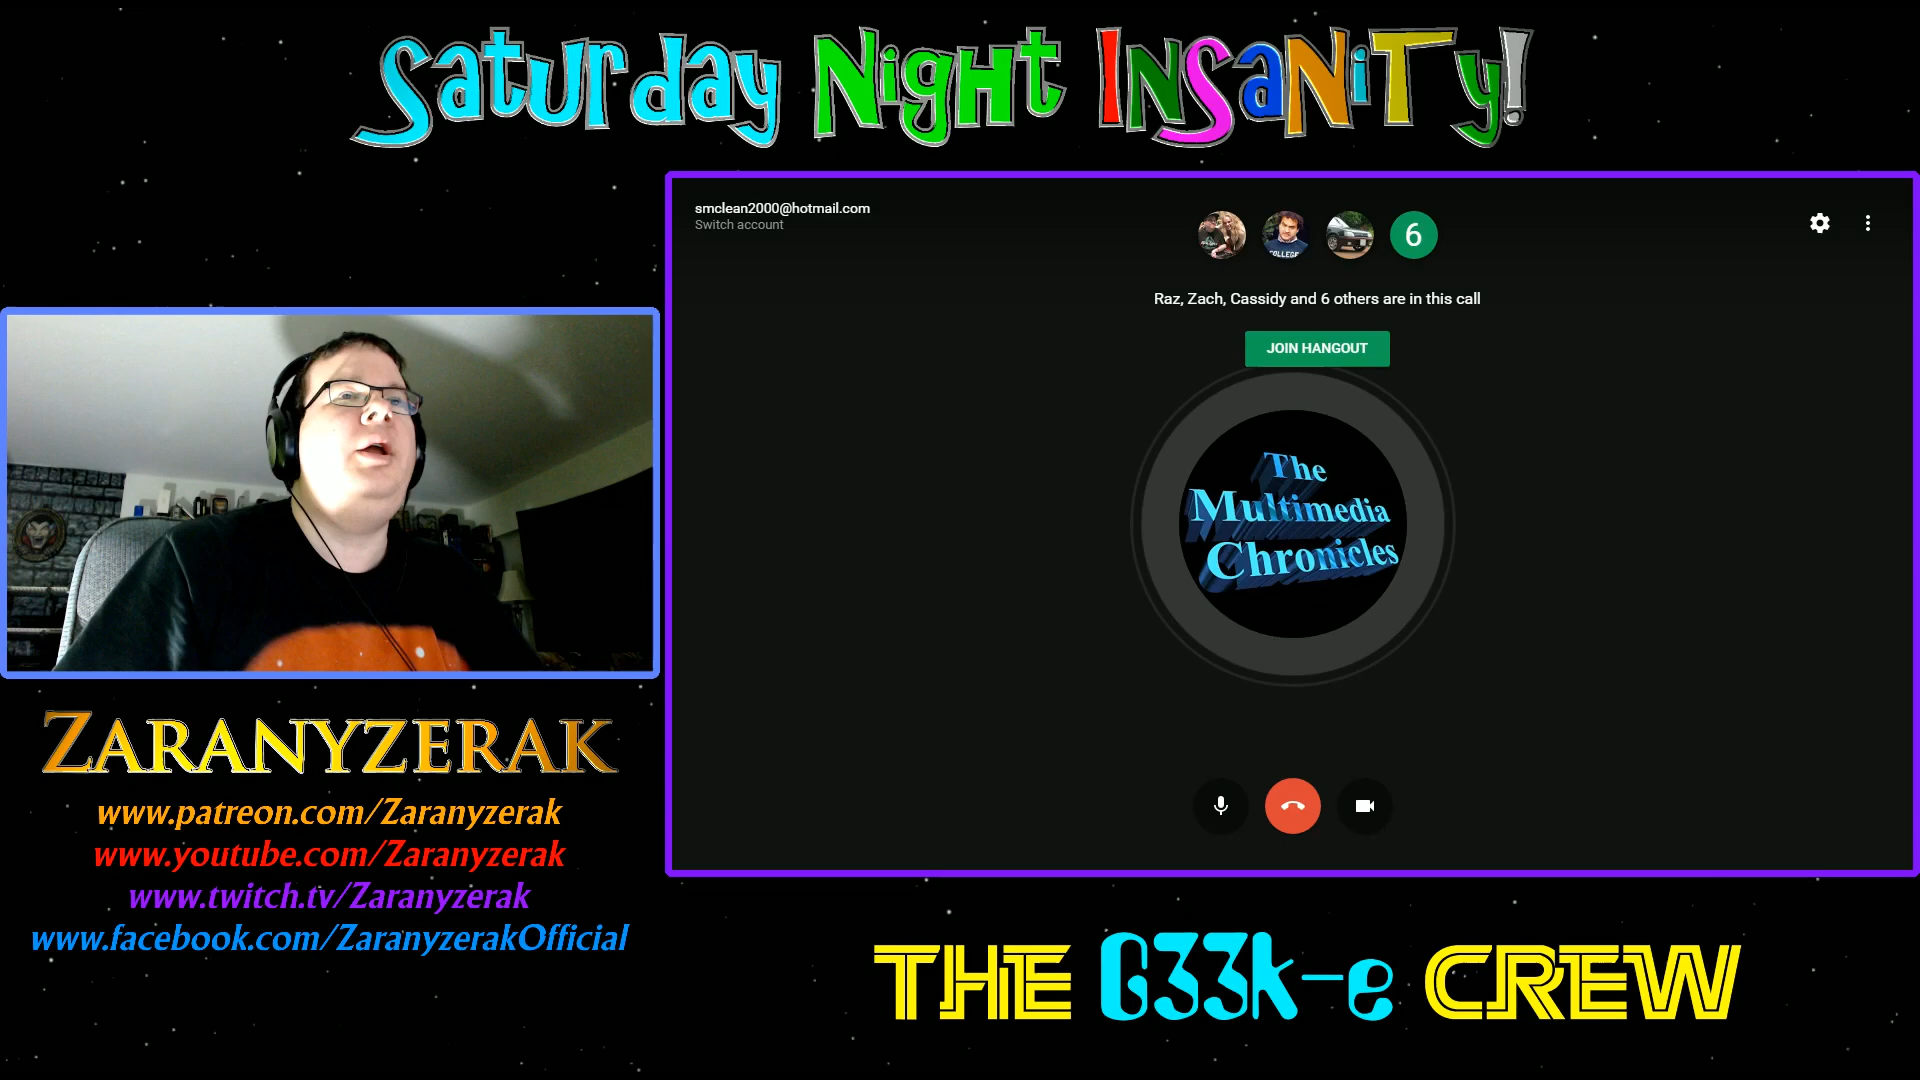 Saturday Night Insanity!
smclean2000@hotmail.com
Switch account
6
COLLEGE
Raz, Zach, Cassidy and 6 others are in this call
JOIN HANGOUT
The
Multimedia
Chronicles
ZARANYZERAK
www.patreon.com/Zaranyzerak
www.youtube.com/Zaranyzerak
www.twitch.tv/Zaranyzerak
www.facebook.com/ZaranyzerakOfficial
THE G33k-e CREW